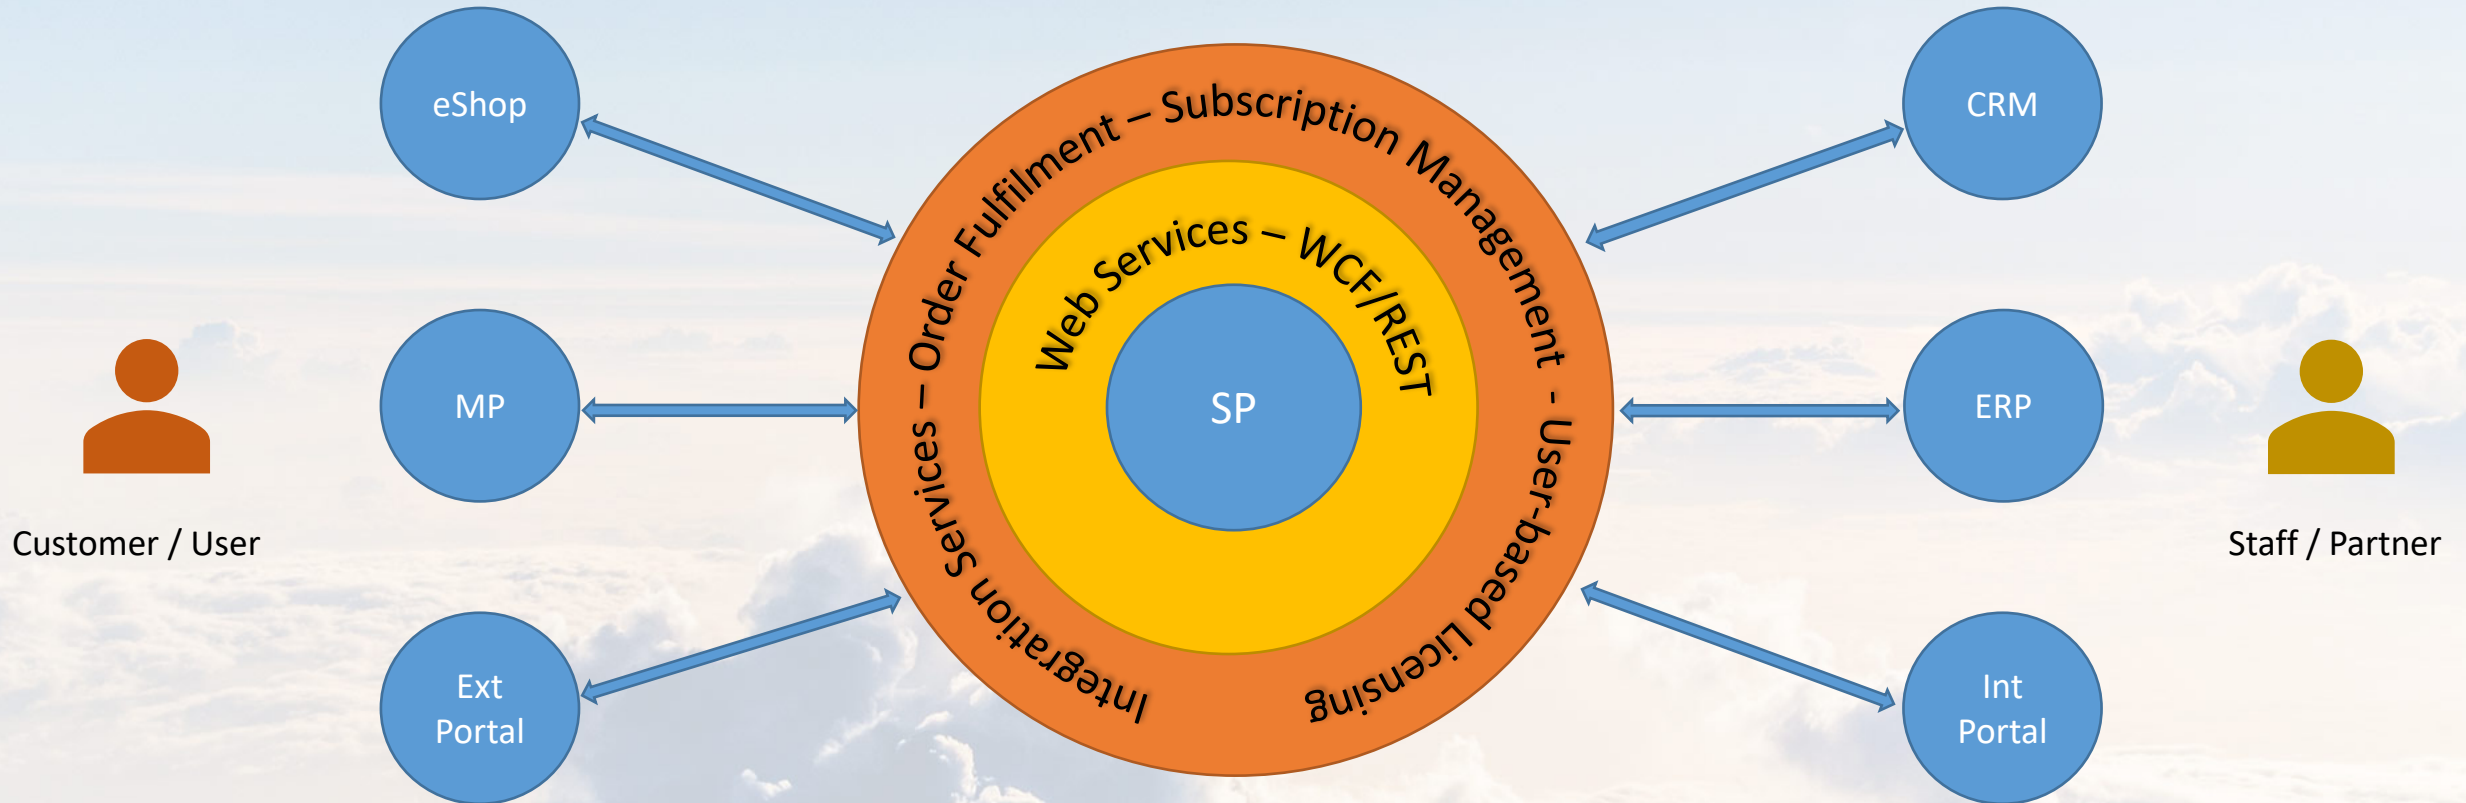 eShop
CRM
Integration Services – Order Fulfilment – Subscription Management - User-based Licensing
Web Services – WCF/REST
MP
SP
ERP
Customer / User
Staff / Partner
Ext
Portal
Int
Portal